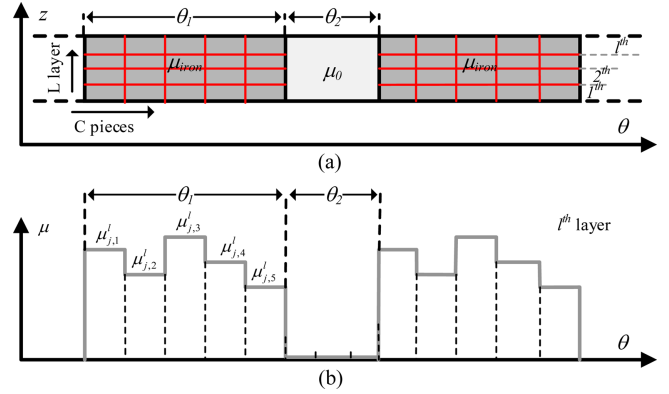 z θ₁ θ₂
L layer μiron μ₀ μiron lth
2th
1th
C pieces θ
(a)
θ₁ θ₂
μ μˡj,1 μˡj,2 μˡj,3 μˡj,4 μˡj,5 lth layer
θ
(b)